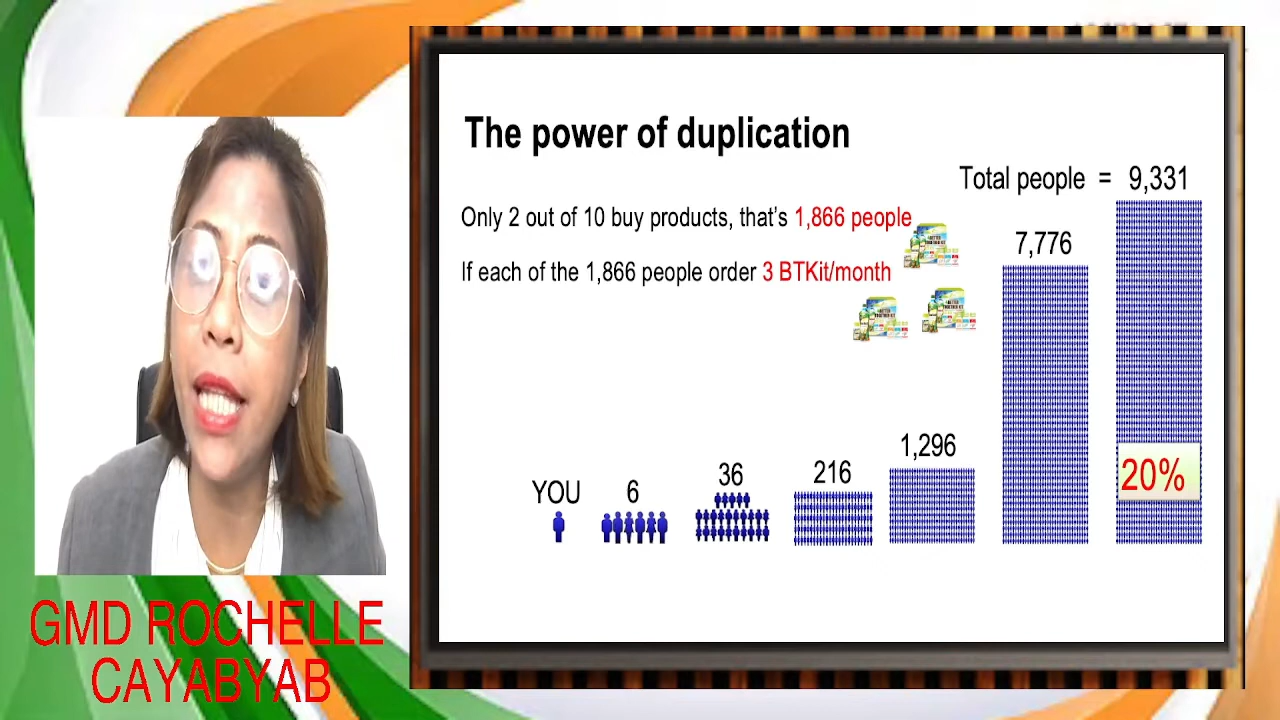 The power of duplication
Total people = 9,331
Only 2 out of 10 buy products, that's 1,866 people
7,776
If each of the 1,866 people order 3 BTKit/month
1,296
YOU
6
36
216
20%
GMD ROCHELLE
CAYABYAB